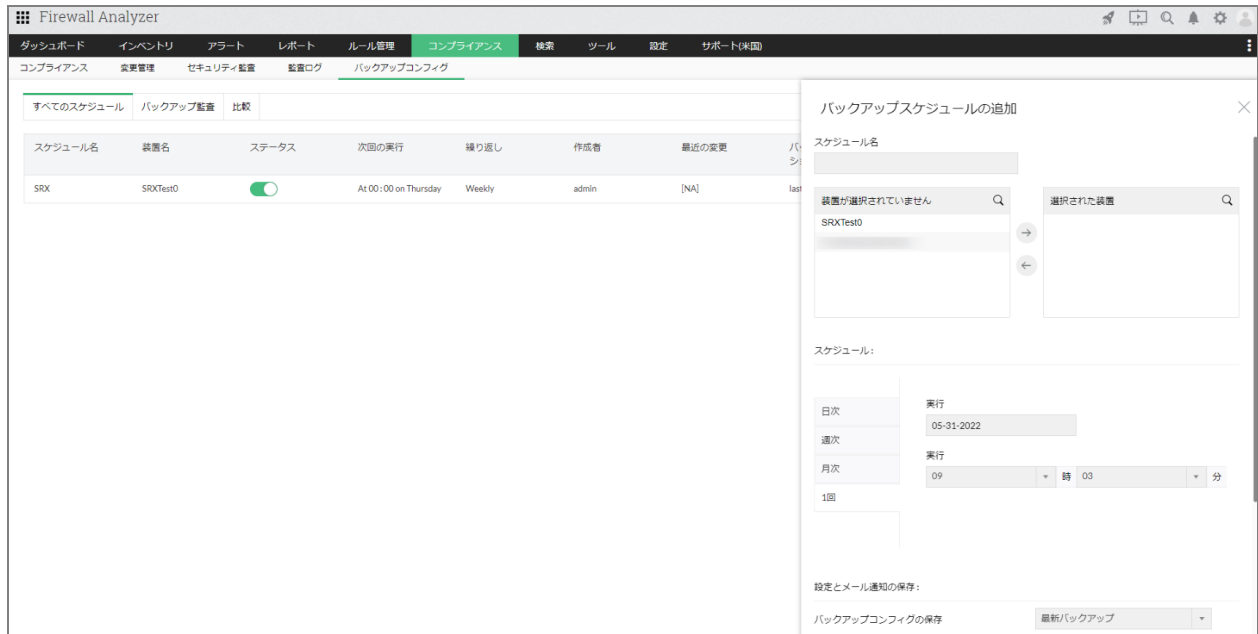 Firewall Analyzer
ダッシュボード インベントリ アラート レポート ルール管理 コンプライアンス 検索 ツール 設定 サポート(米国)
コンプライアンス 変更管理 セキュリティ監査 監査ログ バックアップコンフィグ
すべてのスケジュール バックアップ監査 比較
スケジュール名 装置名 ステータス 次回の実行 繰り返し 作成者 最近の変更
SRX SRXTest0 At 00:00 on Thursday Weekly admin [NA] last
バックアップスケジュールの追加
スケジュール名
装置が選択されていません
SRXTest0
選択された装置
スケジュール:
日次
週次
月次
1回
実行
05-31-2022
実行
09 時 03 分
設定とメール通知の保存:
バックアップコンフィグの保存 最新バックアップ